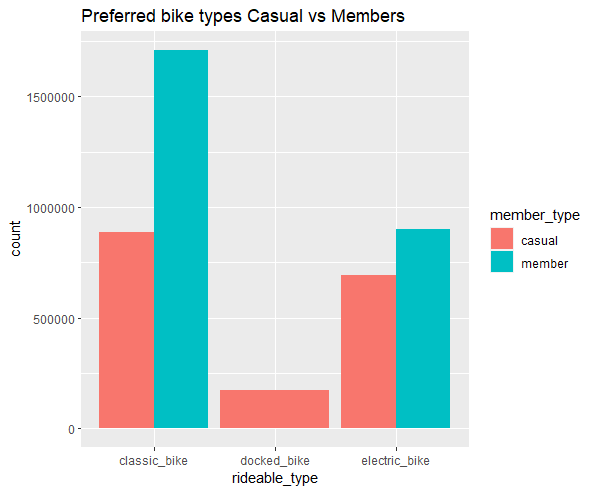 Preferred bike types Casual vs Members
1500000
1000000
500000
0
count
classic_bike
docked_bike
electric_bike
rideable_type
member_type
casual
member